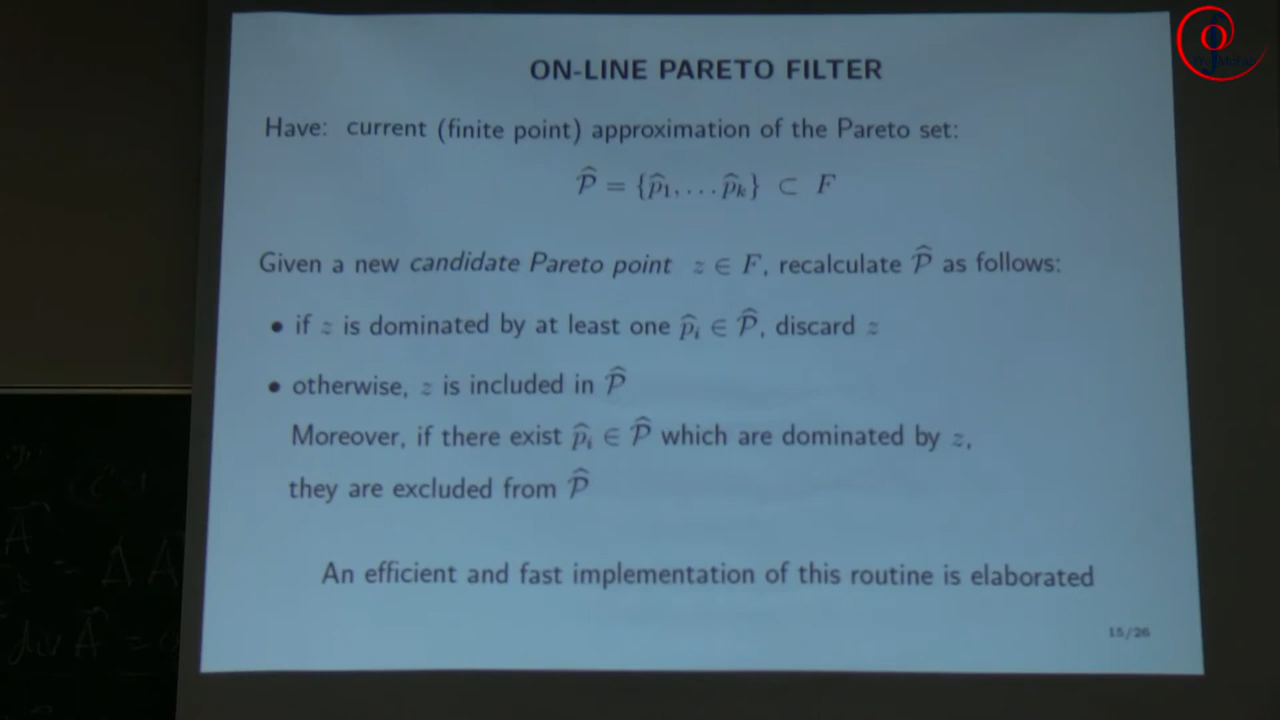 ON-LINE PARETO FILTER
Have: current (finite point) approximation of the Pareto set:
P̂ = {p̂₁, . . . p̂ₖ} ⊂ F
Given a new candidate Pareto point z ∈ F, recalculate P̂ as follows:
• if z is dominated by at least one p̂ᵢ ∈ P̂, discard z
• otherwise, z is included in P̂
Moreover, if there exist p̂ᵢ ∈ P̂ which are dominated by z,
they are excluded from P̂
An efficient and fast implementation of this routine is elaborated
15/26